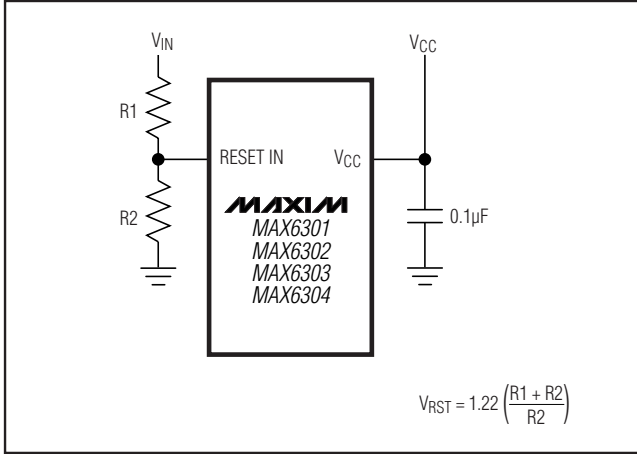 VIN
VCC
R1
RESET IN
VCC
R2
MAXIM
MAX6301
MAX6302
MAX6303
MAX6304
0.1µF
VRST = 1.22 (R1 + R2 / R2)